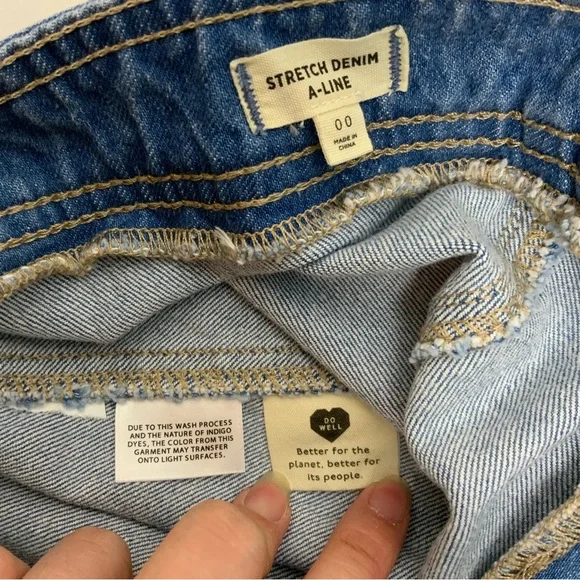 STRETCH DENIM
A-LINE
00
MADE IN
CHINA
DUE TO THIS WASH PROCESS
AND THE NATURE OF INDIGO
DYES, THE COLOR FROM THIS
GARMENT MAY TRANSFER
ONTO LIGHT SURFACES.
DO
WELL
Better for the
planet, better for
its people.